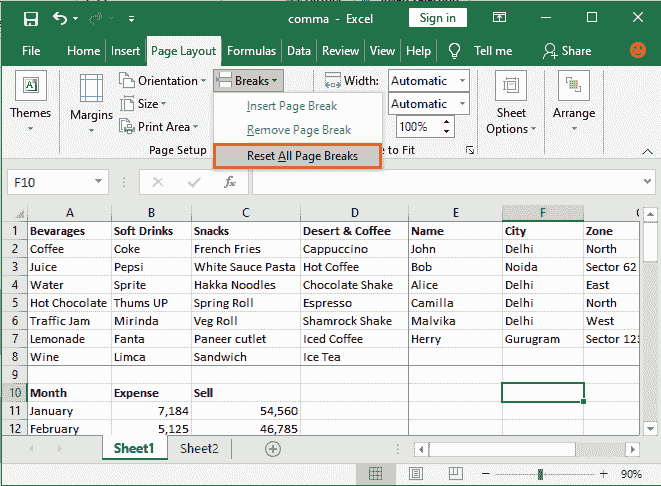 comma - Excel
Sign in
File Home Insert Page Layout Formulas Data Review View Help Tell me Share
Themes
Margins
Orientation
Size
Print Area
Page Setup
Breaks
Insert Page Break
Remove Page Break
Reset All Page Breaks
Width: Automatic
Automatic
100%
to Fit
Sheet Options
Arrange
F10
fx
A B C D E F
1 Bevarages Soft Drinks Snacks Desert & Coffee Name City Zone
2 Coffee Coke French Fries Cappuccino John Delhi North
3 Juice Pepsi White Sauce Pasta Hot Coffee Bob Noida Sector 62
4 Water Sprite Hakka Noodles Chocolate Shake Alice Delhi East
5 Hot Chocolate Thums UP Spring Roll Espresso Camilla Delhi North
6 Traffic Jam Mirinda Veg Roll Shamrock Shake Malvika Delhi West
7 Lemonade Fanta Paneer cutlet Iced Coffee Herry Gurugram Sector 123
8 Wine Limca Sandwich Ice Tea
9
10 Month Expense Sell
11 January 7,184 54,560
12 February 5,125 46,785
Sheet1 Sheet2
90%